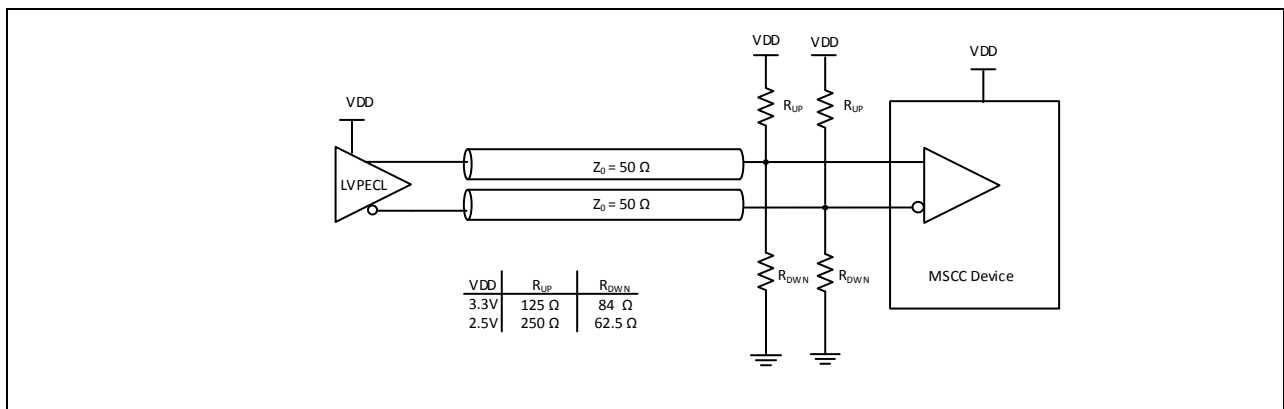 VDD
VDD
VDD
VDD
R_UP
R_UP
LVPECL
Z₀ = 50 Ω
Z₀ = 50 Ω
R_DWN
R_DWN
MSCC Device
VDD R_UP R_DWN
3.3V 125 Ω 84 Ω
2.5V 250 Ω 62.5 Ω